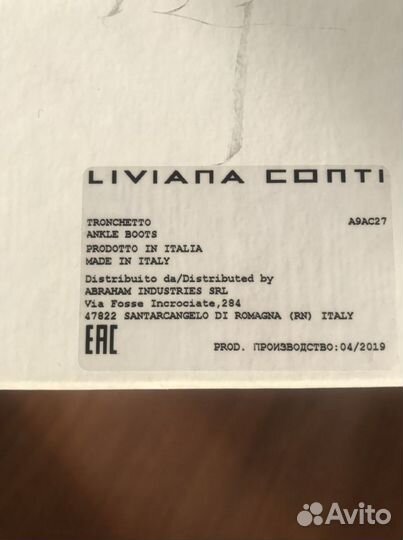 LIVIANA CONTI
TRONCHETTO A9AC27
ANKLE BOOTS
PRODOTTO IN ITALIA
MADE IN ITALY
Distribuito da/Distributed by
ABRAHAM INDUSTRIES SRL
Via Fosse Incrociate,284
47822 SANTARCANGELO DI ROMAGNA (RN) ITALY
EAC PROD. ПРОИЗВОДСТВО:04/2019
Avito